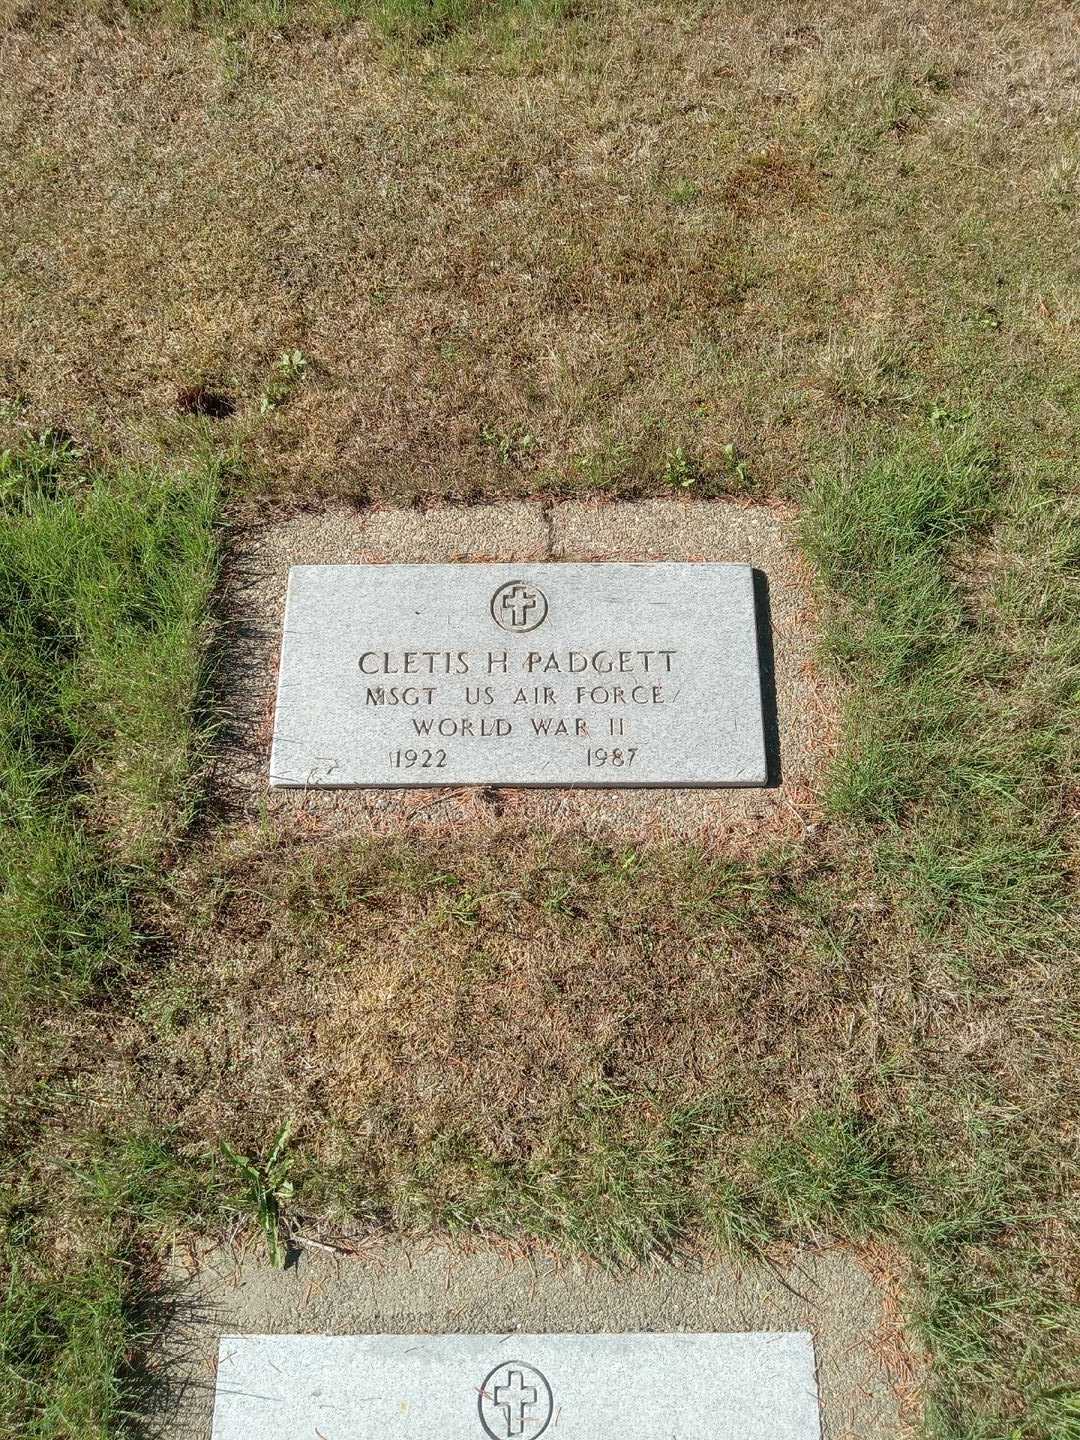 CLETIS H PADGETT
MSGT US AIR FORCE
WORLD WAR II
1922 1987